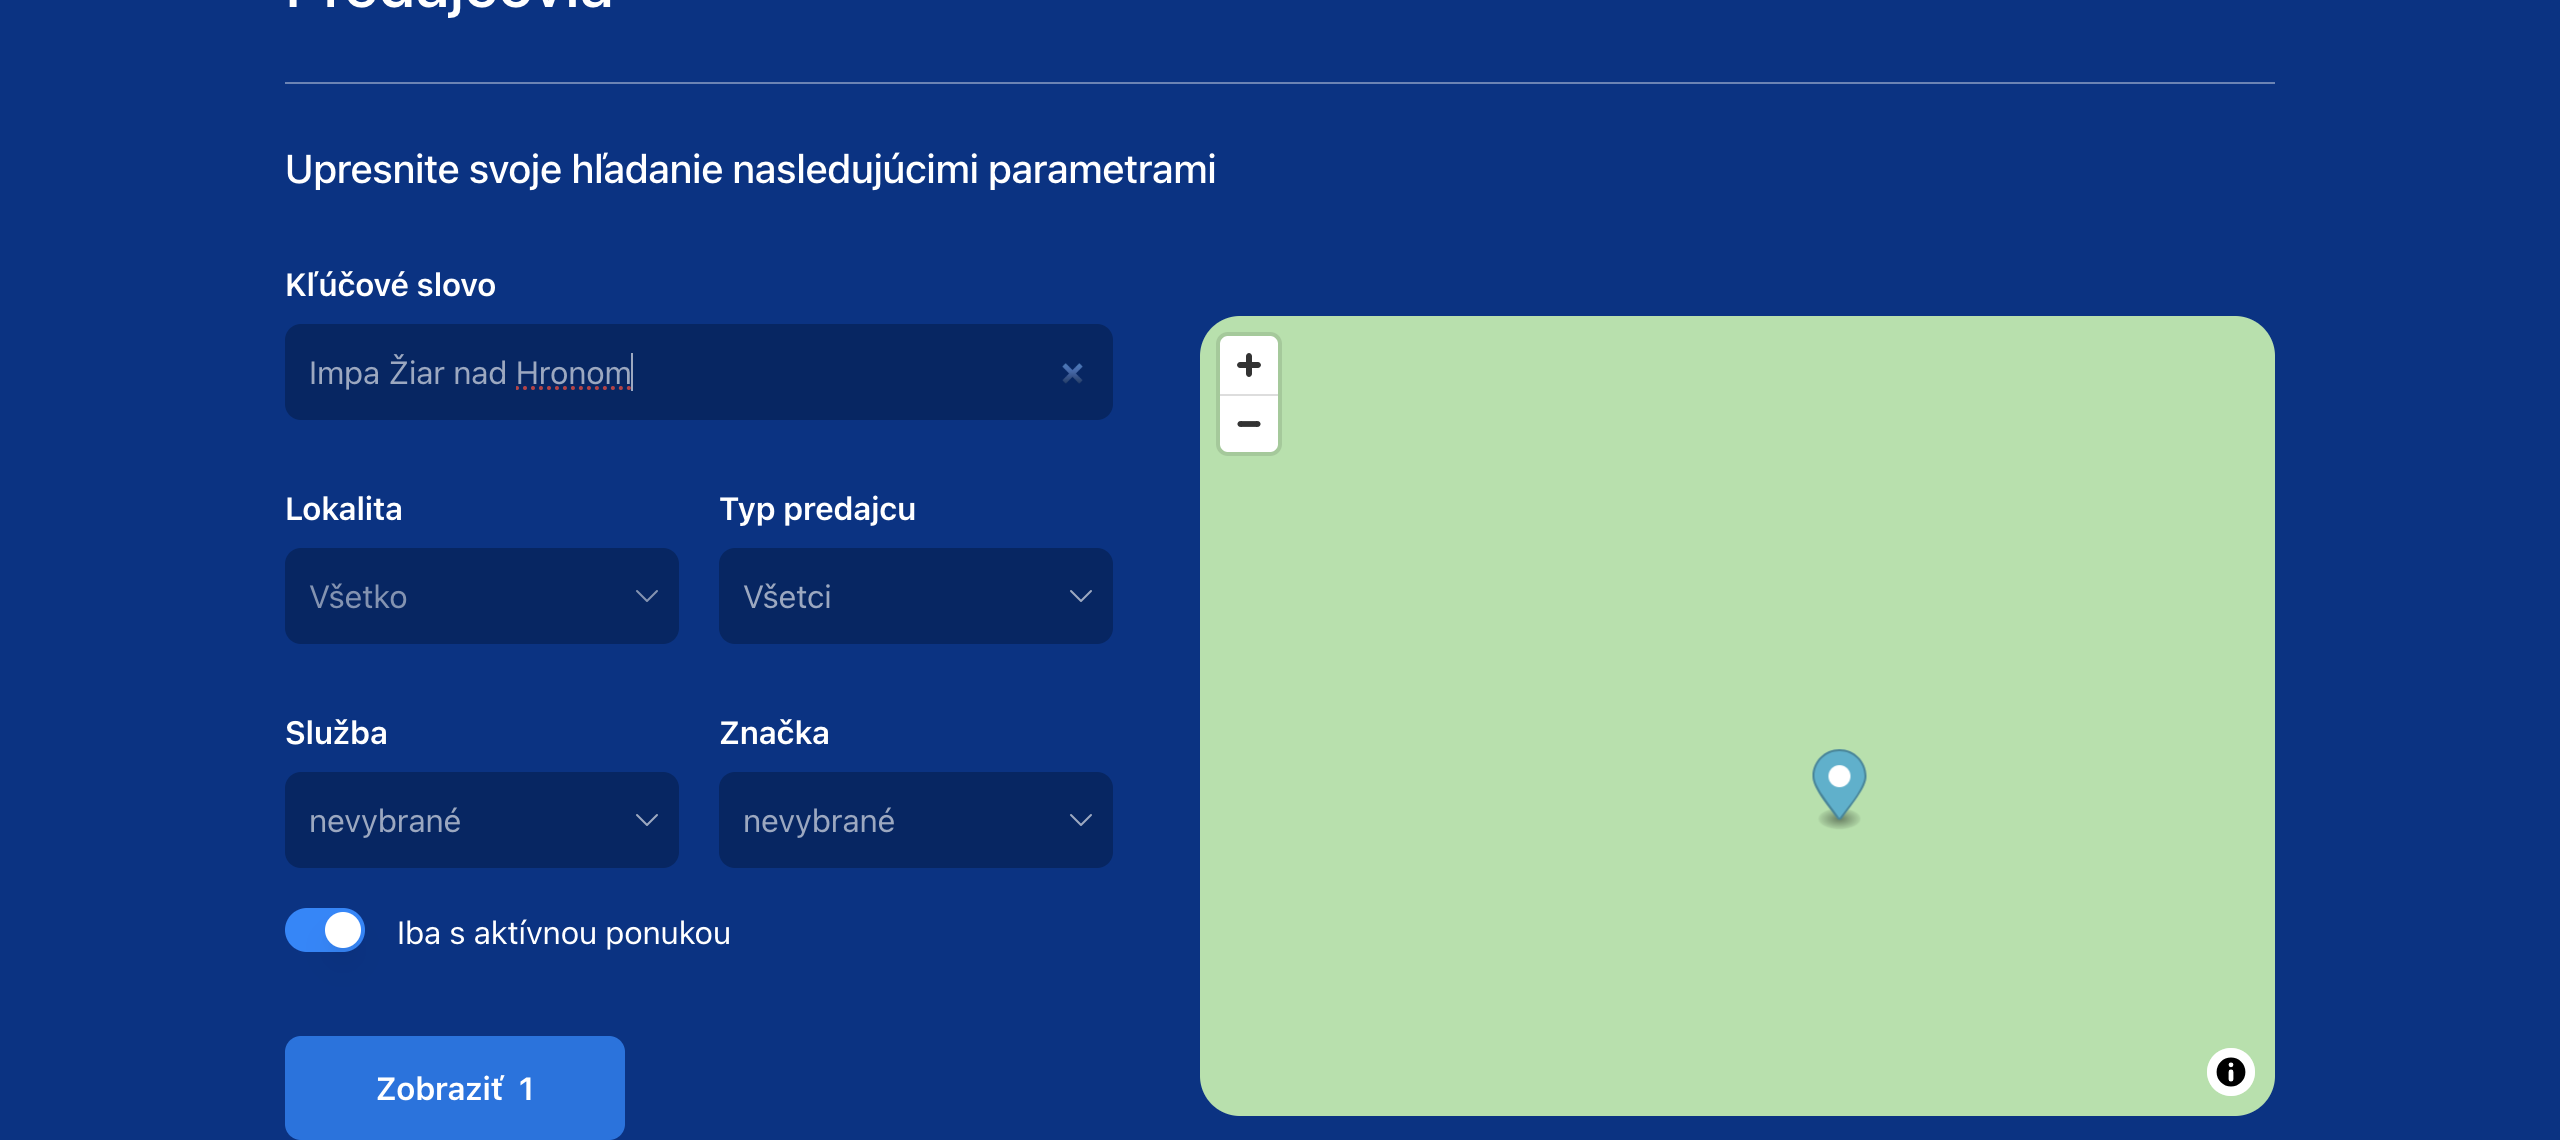 Predajcovia
Upresnite svoje hľadanie nasledujúcimi parametrami
Kľúčové slovo
Impa Žiar nad Hronom
Lokalita
Typ predajcu
Všetko
Všetci
Služba
Značka
nevybrané
nevybrané
Iba s aktívnou ponukou
Zobraziť 1